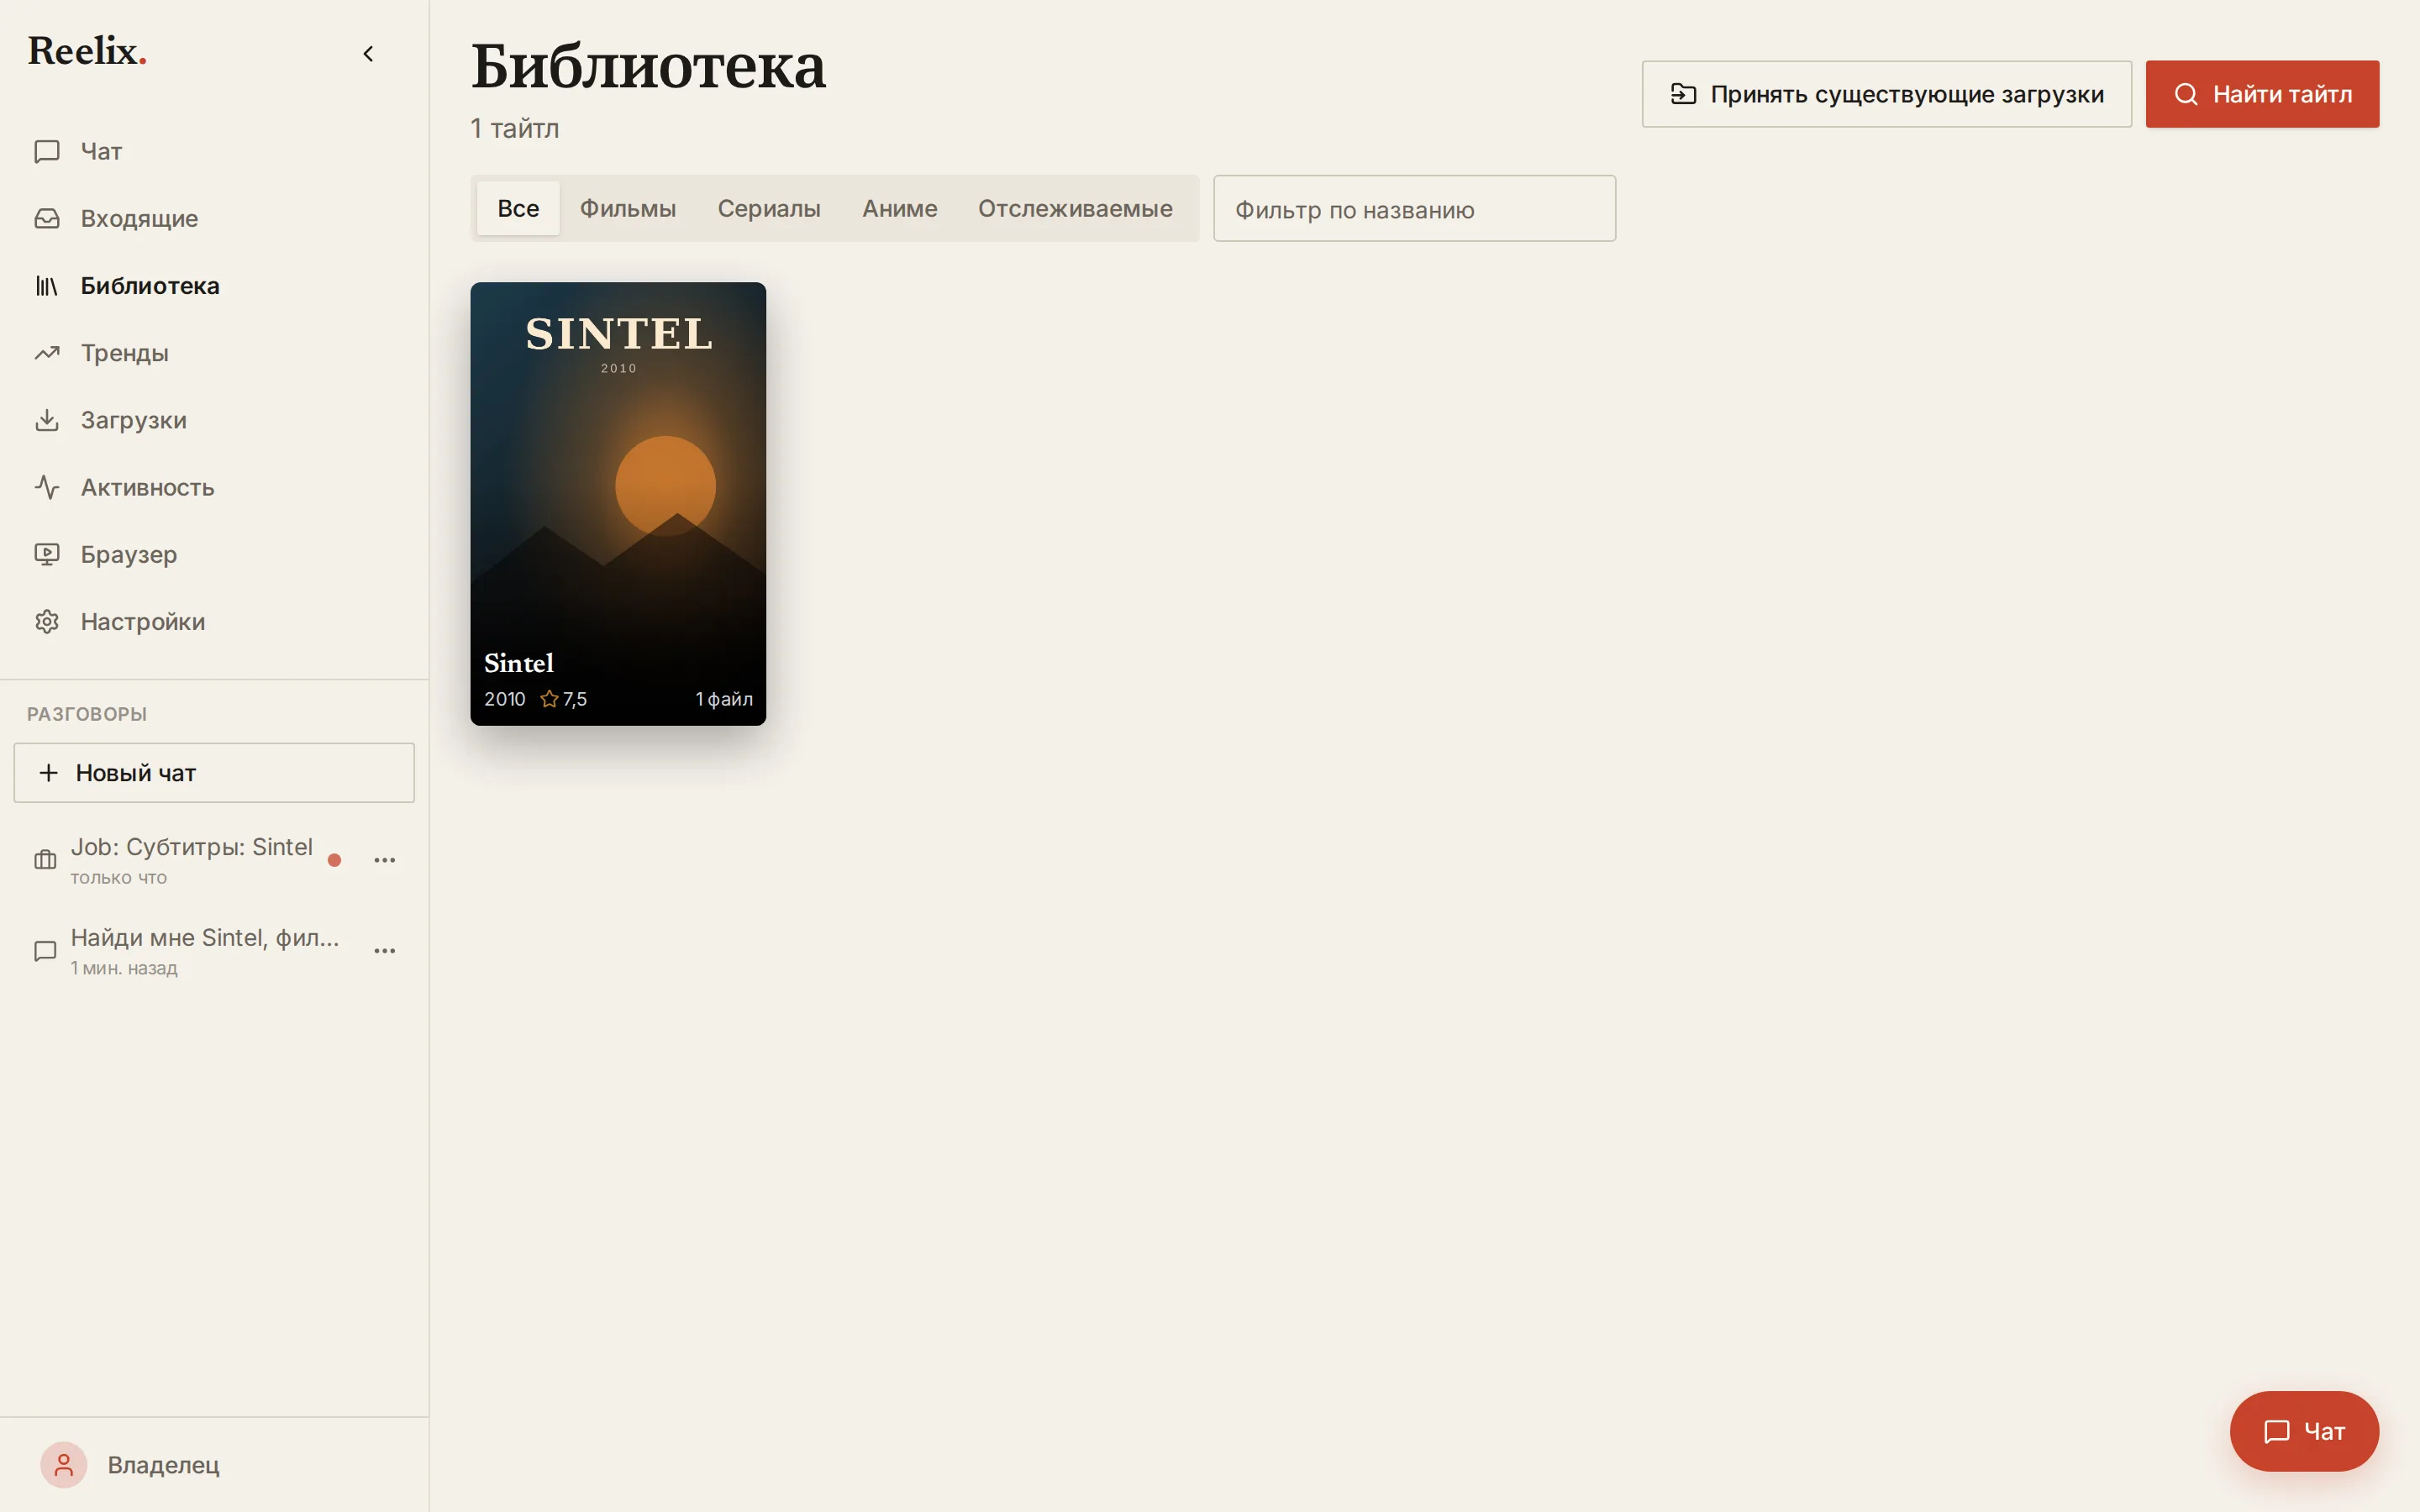 Reelix.
Чат
Входящие
Библиотека
Тренды
Загрузки
Активность
Браузер
Настройки
РАЗГОВОРЫ
Новый чат
Job: Субтитры: Sintel
только что
Найди мне Sintel, фил...
1 мин. назад
Владелец
Библиотека
1 тайтл
Принять существующие загрузки
Найти тайтл
Все
Фильмы
Сериалы
Аниме
Отслеживаемые
Фильтр по названию
SINTEL
2010
Sintel
2010 7,5 1 файл
Чат